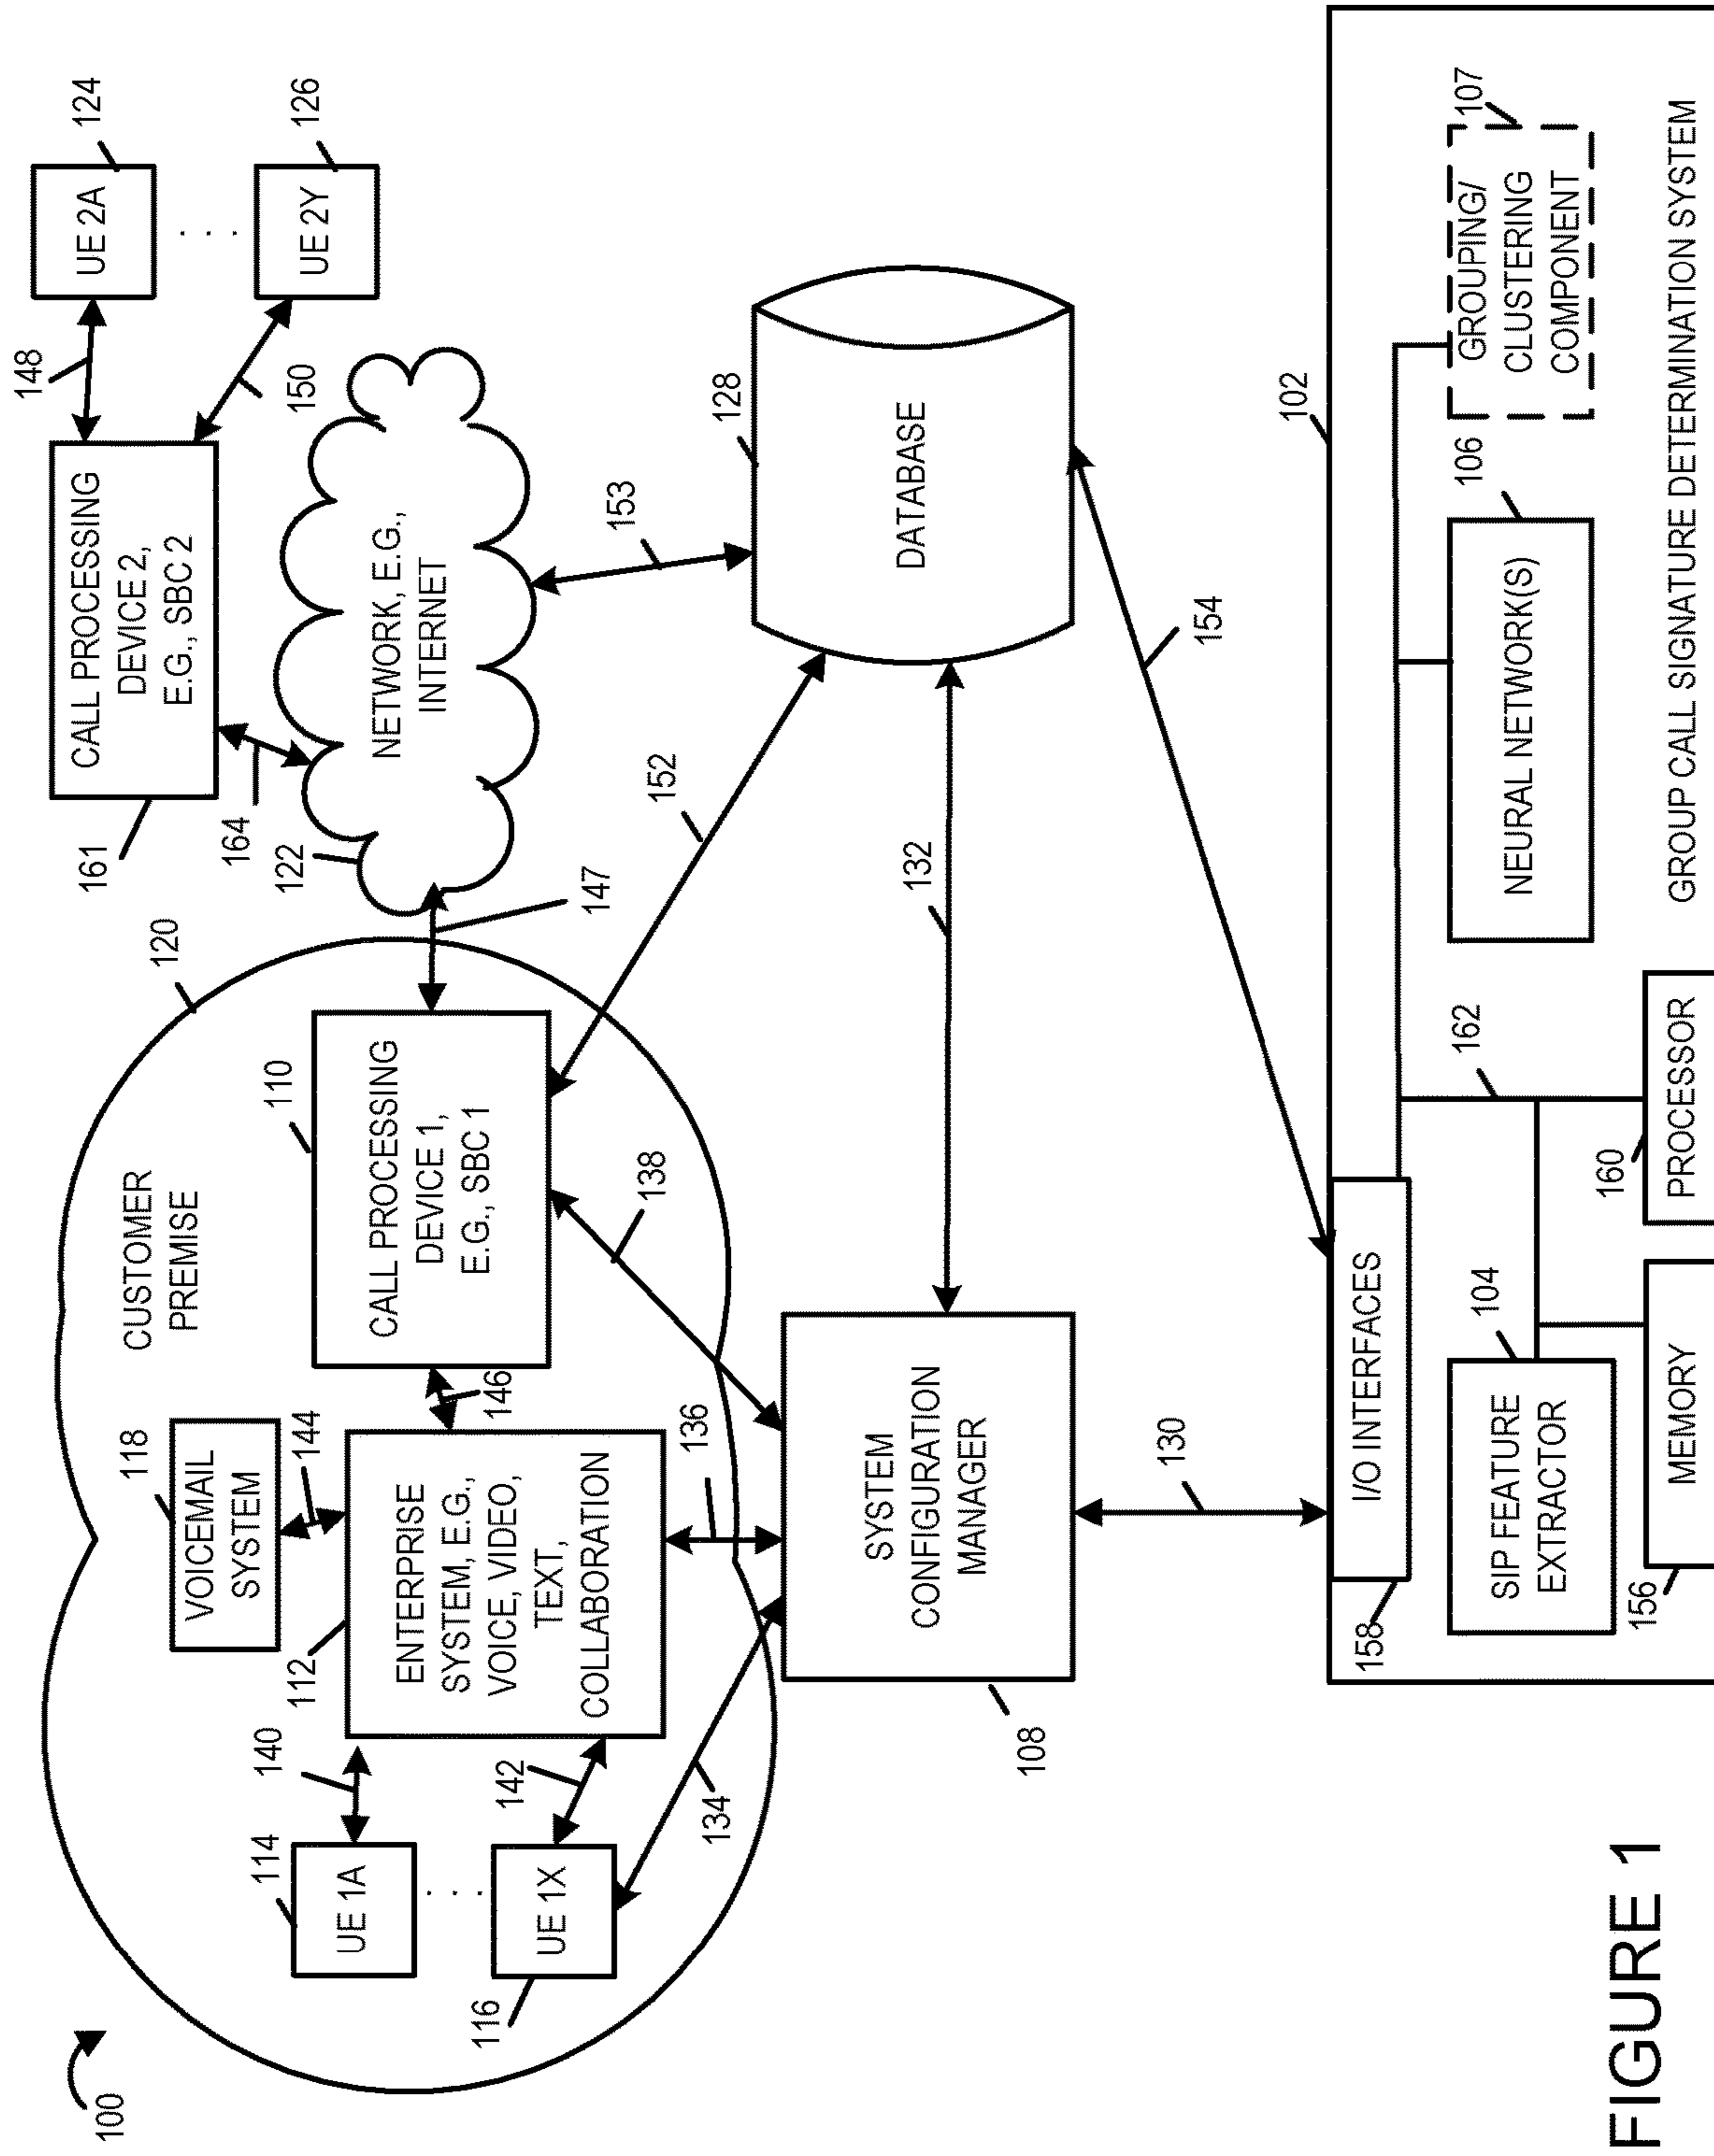 100
120
CUSTOMER
PREMISE
114
UE 1A
. . .
116
UE 1X
140
142
134
112
ENTERPRISE
SYSTEM, E.G.,
VOICE, VIDEO,
TEXT,
COLLABORATION
118
VOICEMAIL
SYSTEM
144
146
136
110
CALL PROCESSING
DEVICE 1,
E.G., SBC 1
138
147
161
CALL PROCESSING
DEVICE 2,
E.G., SBC 2
164
122
NETWORK, E.G.,
INTERNET
148
150
UE 2A
124
. . .
UE 2Y
126
152
153
128
DATABASE
132
154
108
SYSTEM
CONFIGURATION
MANAGER
130
102
158
I/O INTERFACES
104
SIP FEATURE
EXTRACTOR
156
MEMORY
162
160
PROCESSOR
106
NEURAL NETWORK(S)
107
GROUPING/
CLUSTERING
COMPONENT
GROUP CALL SIGNATURE DETERMINATION SYSTEM
FIGURE 1